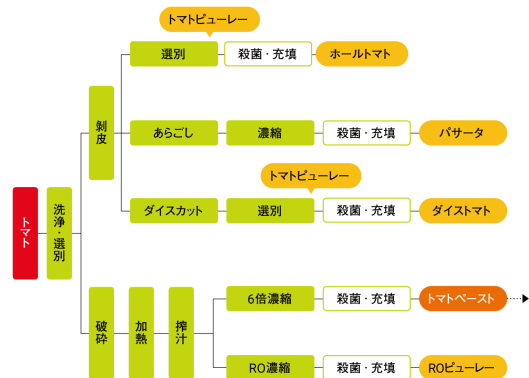 トマトピューレー
選別
殺菌・充填
ホールトマト
剝皮
あらごし
濃縮
殺菌・充填
パサータ
トマトピューレー
ダイスカット
選別
殺菌・充填
ダイストマト
トマト
洗浄・選別
6倍濃縮
殺菌・充填
トマトペースト
破砕
加熱
搾汁
RO濃縮
殺菌・充填
ROピューレー